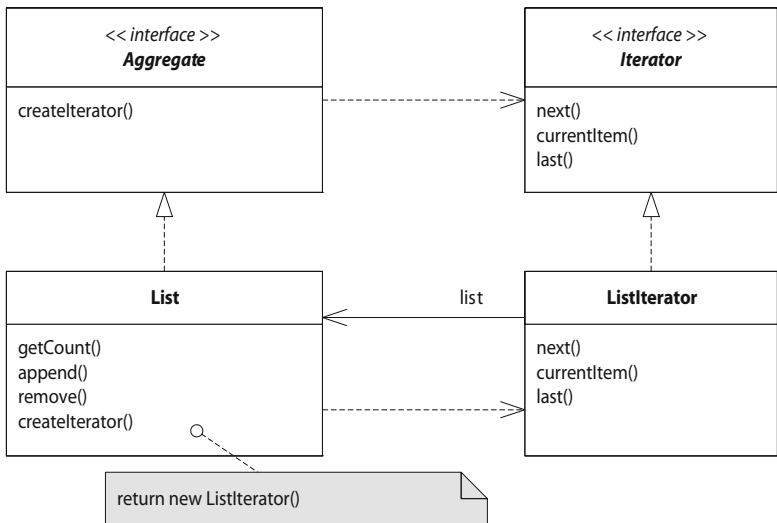 << interface >>
Aggregate
createIterator()
<< interface >>
Iterator
next()
currentItem()
last()
List
getCount()
append()
remove()
createIterator()
list
ListIterator
next()
currentItem()
last()
return new ListIterator()